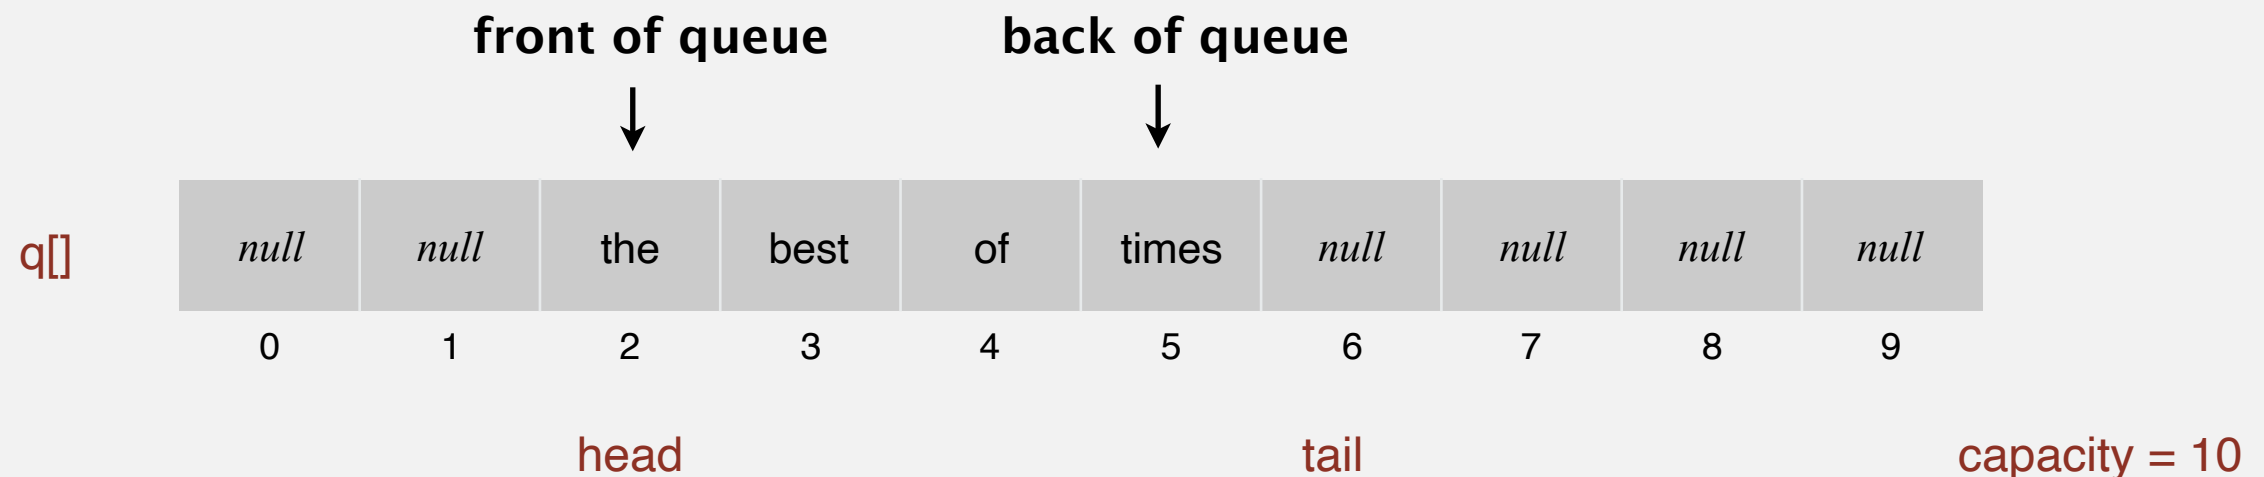 front of queue back of queue
q[] null null the best of times null null null null
0 1 2 3 4 5 6 7 8 9
head tail capacity = 10